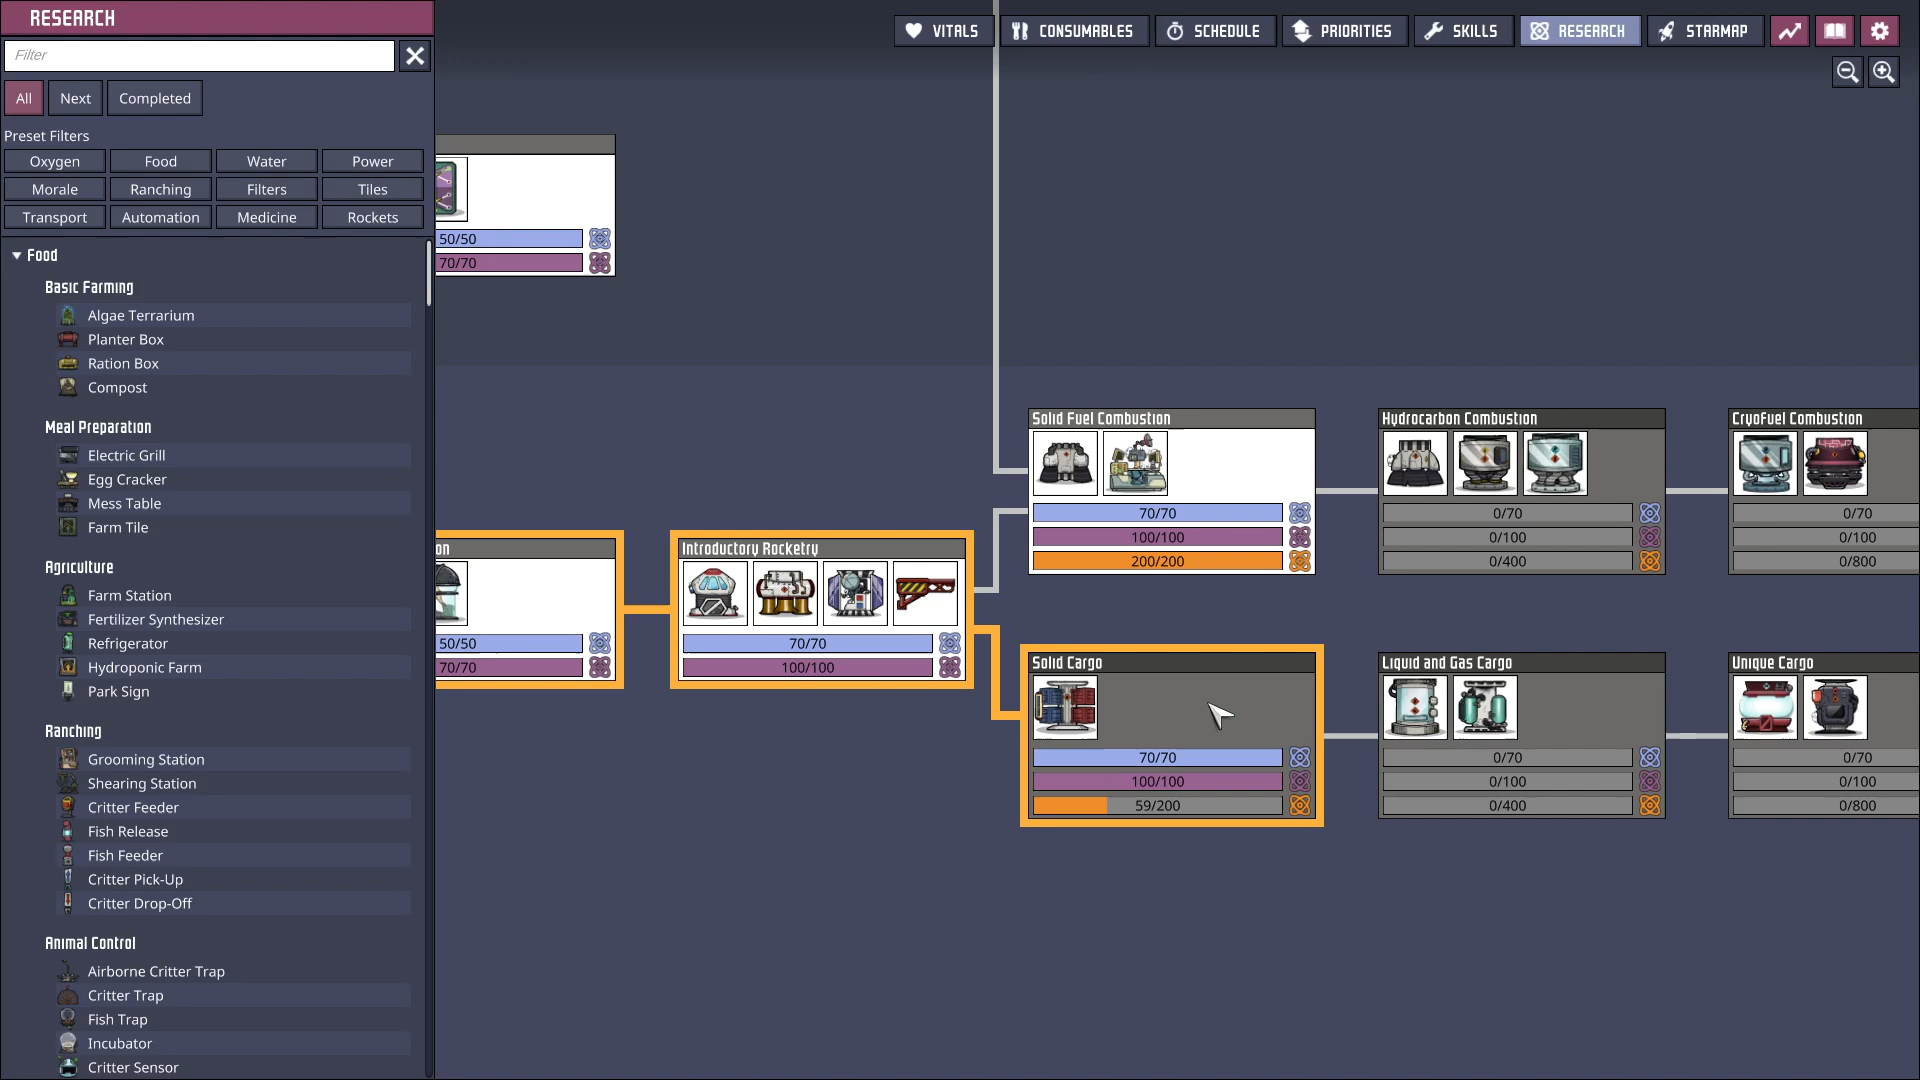 RESEARCH
VITALS
CONSUMABLES
SCHEDULE
PRIORITIES
SKILLS
RESEARCH
STARMAP
Filter
All
Next
Completed
Preset Filters
Oxygen
Food
Water
Power
Morale
Ranching
Filters
Tiles
Transport
Automation
Medicine
Rockets
Food
Basic Farming
Algae Terrarium
Planter Box
Ration Box
Compost
Meal Preparation
Electric Grill
Egg Cracker
Mess Table
Farm Tile
Agriculture
Farm Station
Fertilizer Synthesizer
Refrigerator
Hydroponic Farm
Park Sign
Ranching
Grooming Station
Shearing Station
Critter Feeder
Fish Release
Fish Feeder
Critter Pick-Up
Critter Drop-Off
Animal Control
Airborne Critter Trap
Critter Trap
Fish Trap
Incubator
Critter Sensor
50/50
70/70
on
50/50
70/70
Introductory Rocketry
70/70
100/100
Solid Fuel Combustion
70/70
100/100
200/200
Hydrocarbon Combustion
0/70
0/100
0/400
CryoFuel Combustion
0/70
0/100
0/800
Solid Cargo
70/70
100/100
59/200
Liquid and Gas Cargo
0/70
0/100
0/400
Unique Cargo
0/70
0/100
0/800